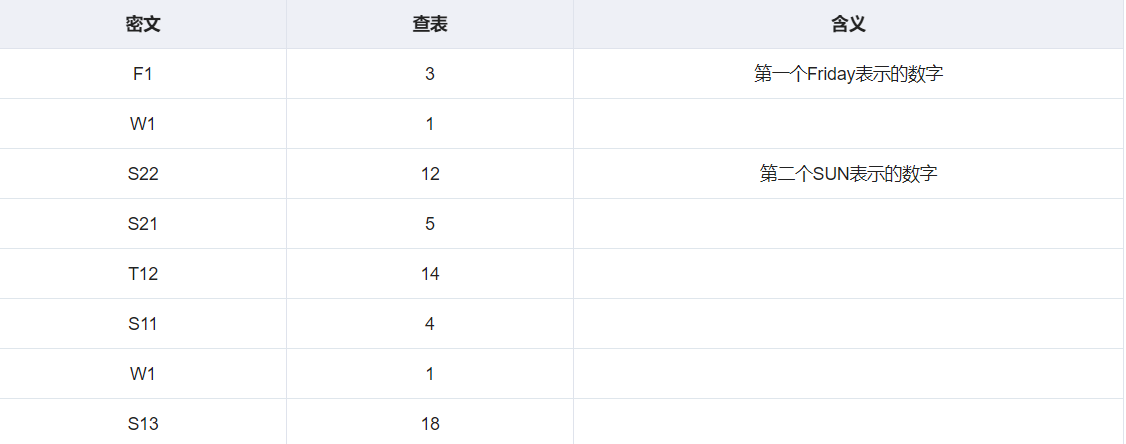 密文 查表 含义
F1 3 第一个Friday表示的数字
W1 1
S22 12 第二个SUN表示的数字
S21 5
T12 14
S11 4
W1 1
S13 18